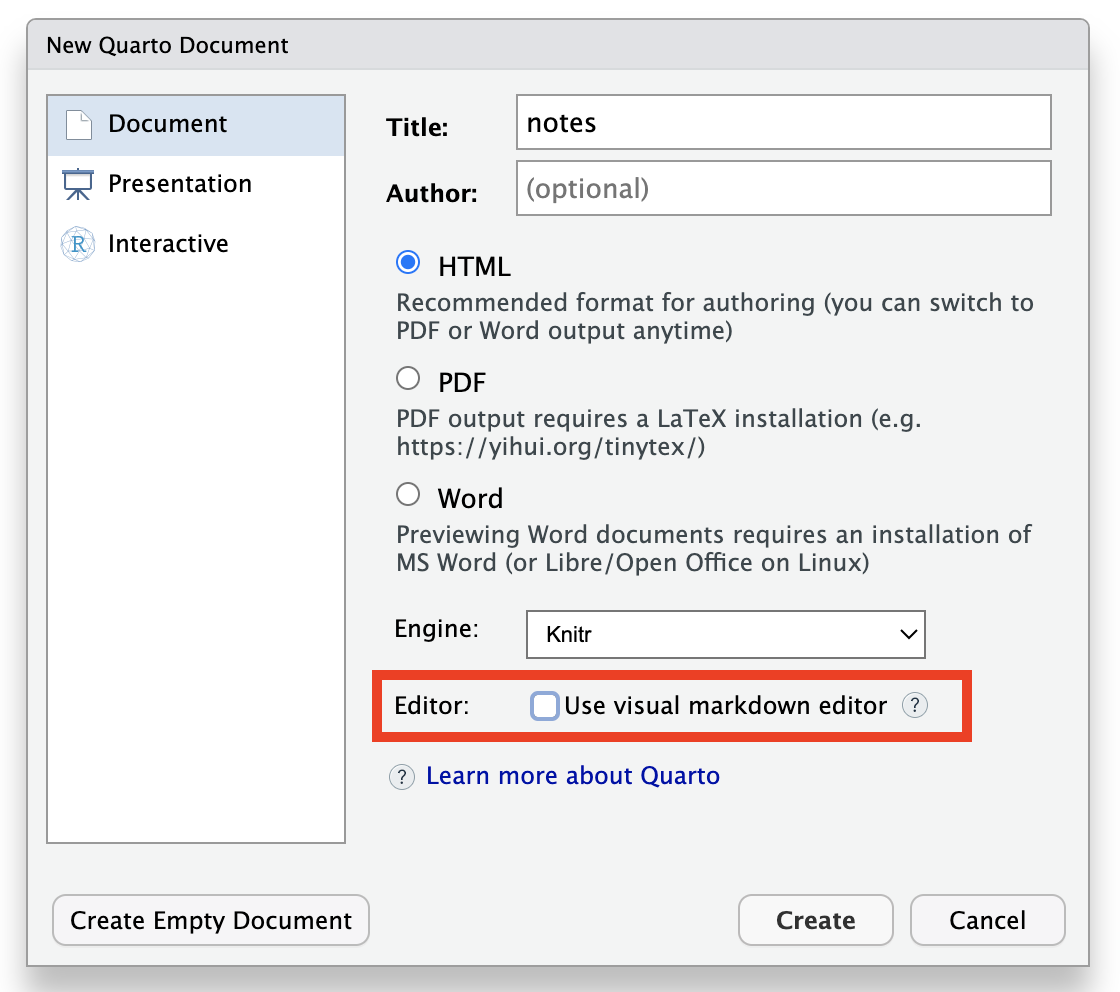 New Quarto Document
Document
Presentation
R Interactive
Title: notes
Author: (optional)
HTML
Recommended format for authoring (you can switch to
PDF or Word output anytime)
PDF
PDF output requires a LaTeX installation (e.g.
https://yihui.org/tinytex/)
Word
Previewing Word documents requires an installation of
MS Word (or Libre/Open Office on Linux)
Engine: Knitr
Editor: Use visual markdown editor ?
? Learn more about Quarto
Create Empty Document Create Cancel